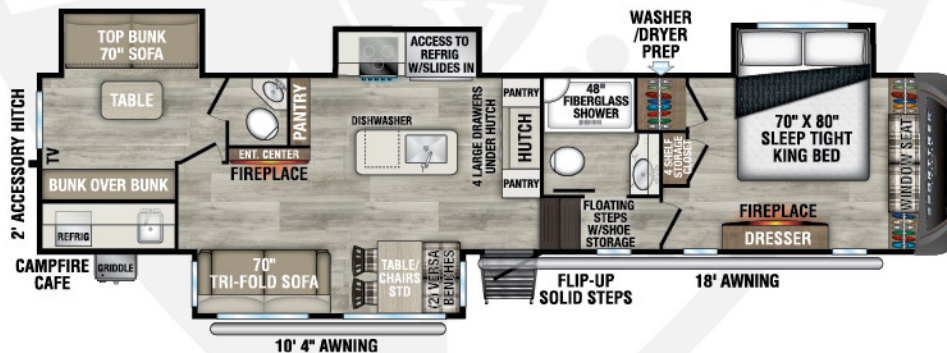 WASHER
/DRYER
PREP
TOP BUNK
70" SOFA
ACCESS TO
REFRIG
W/SLIDES IN
TABLE
PANTRY
DISHWASHER
4 LARGE DRAWERS
UNDER HUTCH
PANTRY
HUTCH
PANTRY
48"
FIBERGLASS
SHOWER
4 SHELF
STORAGE
CLOSET
70" X 80"
SLEEP TIGHT
KING BED
WINDOW SEAT
2' ACCESSORY HITCH
TV
ENT. CENTER
FIREPLACE
BUNK OVER BUNK
FLOATING
STEPS
W/SHOE
STORAGE
FIREPLACE
DRESSER
REFRIG
CAMPFIRE
CAFE
GRIDDLE
70"
TRI-FOLD SOFA
TABLE/
CHAIRS
STD
(2) VERSA
BENCHES
FLIP-UP
SOLID STEPS
18' AWNING
10' 4" AWNING